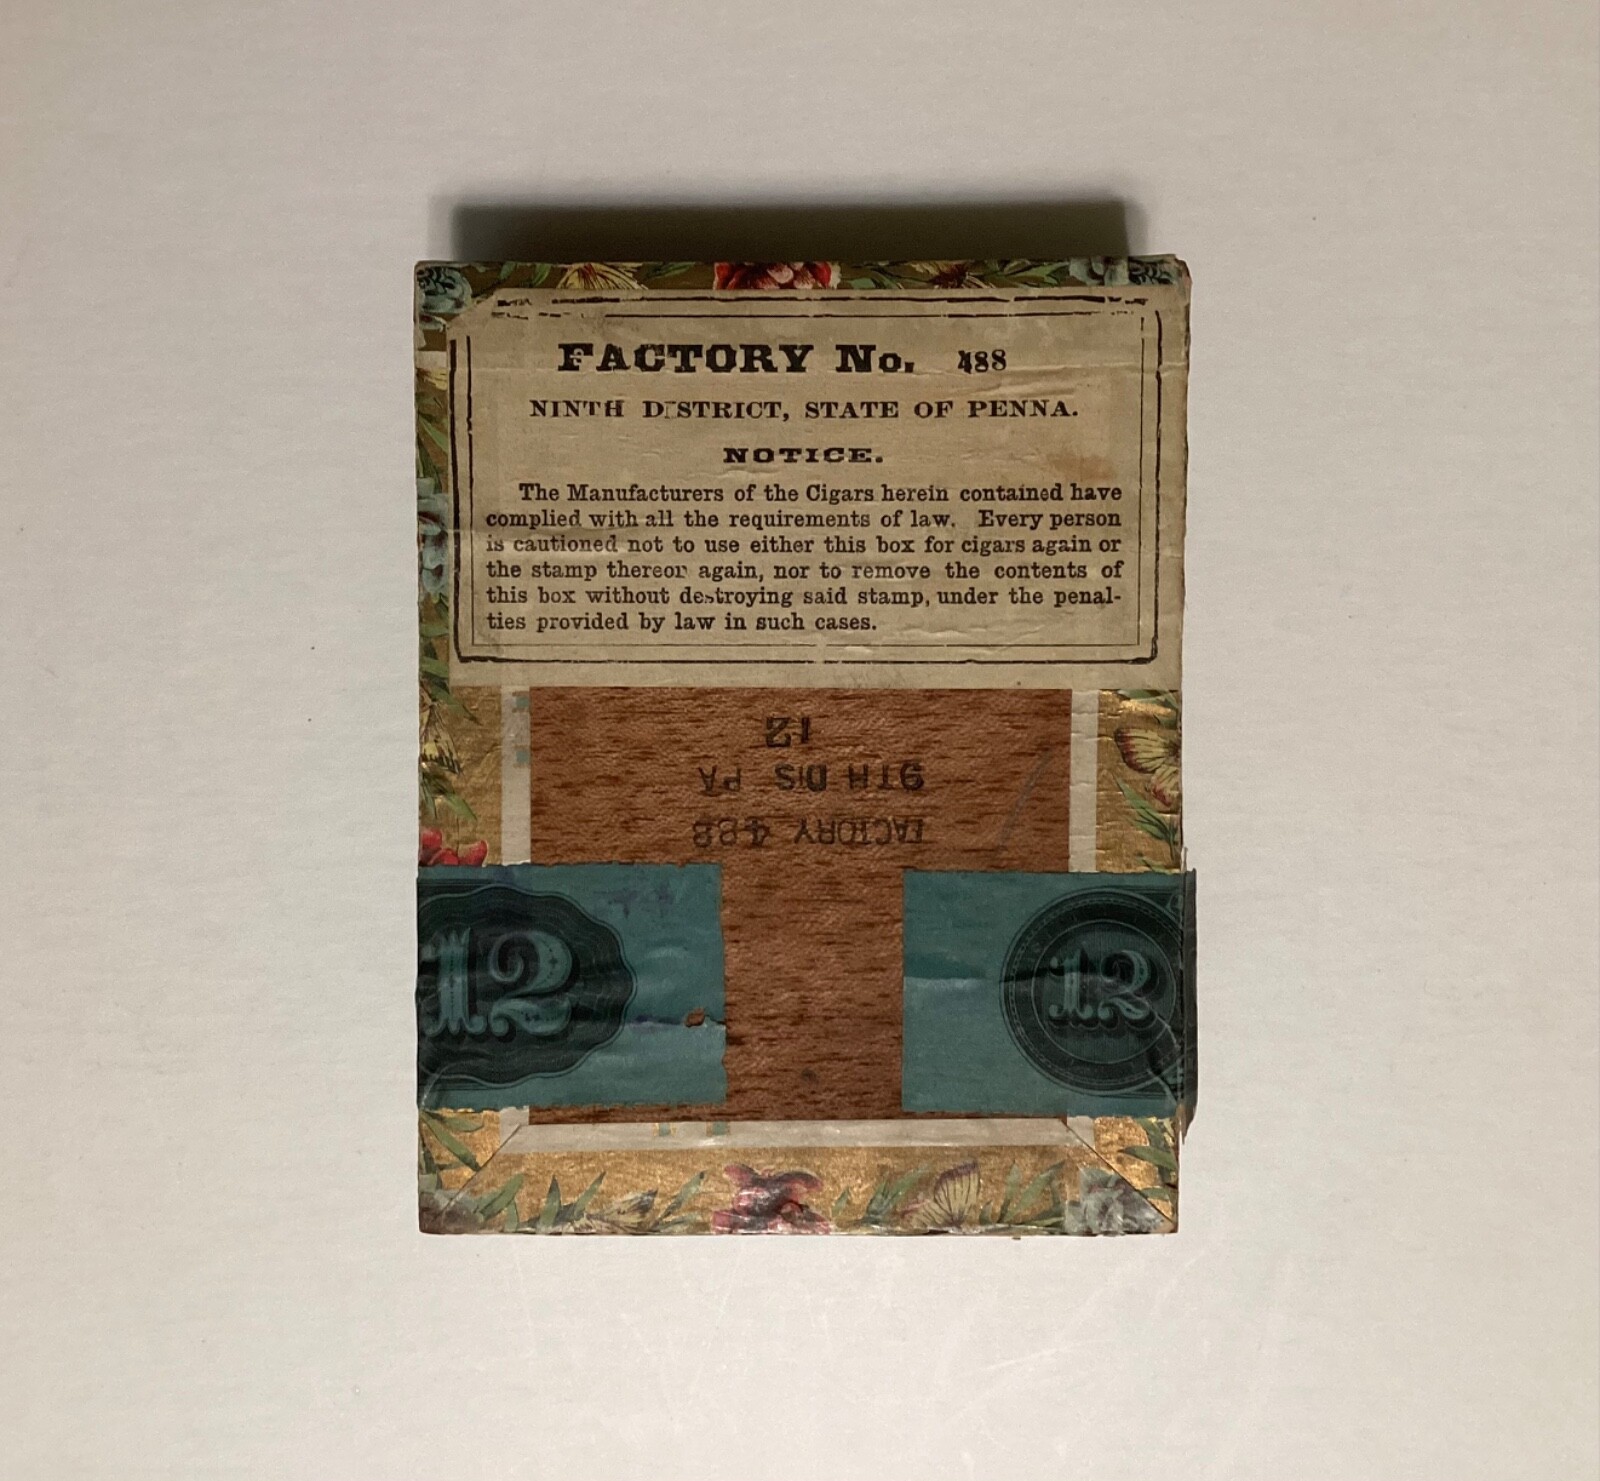 FACTORY No. 488
NINTH DISTRICT, STATE OF PENNA.
NOTICE.
The Manufacturers of the Cigars herein contained have
complied with all the requirements of law. Every person
is cautioned not to use either this box for cigars again or
the stamp thereof again, nor to remove the contents of
this box without destroying said stamp, under the penal-
ties provided by law in such cases.
FACTORY 488
9TH DIS PA
12
12
12